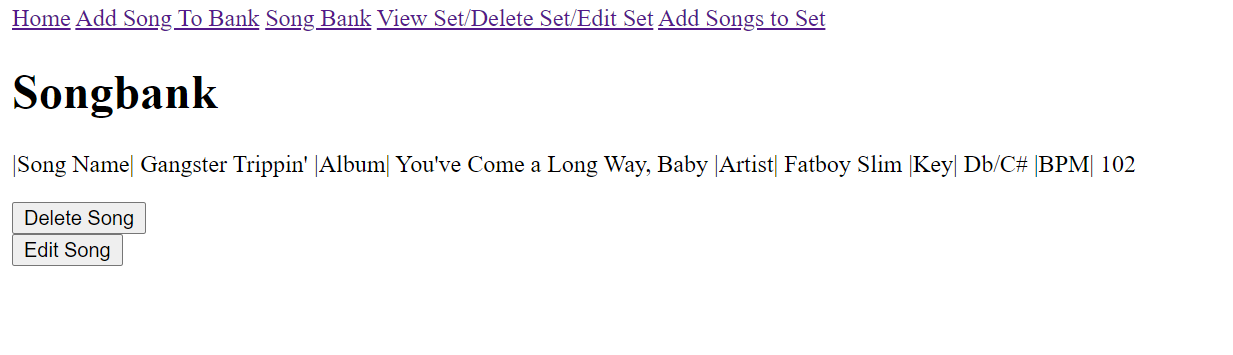 Home Add Song To Bank Song Bank View Set/Delete Set/Edit Set Add Songs to Set
Songbank
|Song Name| Gangster Trippin' |Album| You've Come a Long Way, Baby |Artist| Fatboy Slim |Key| Db/C# |BPM| 102
Delete Song
Edit Song